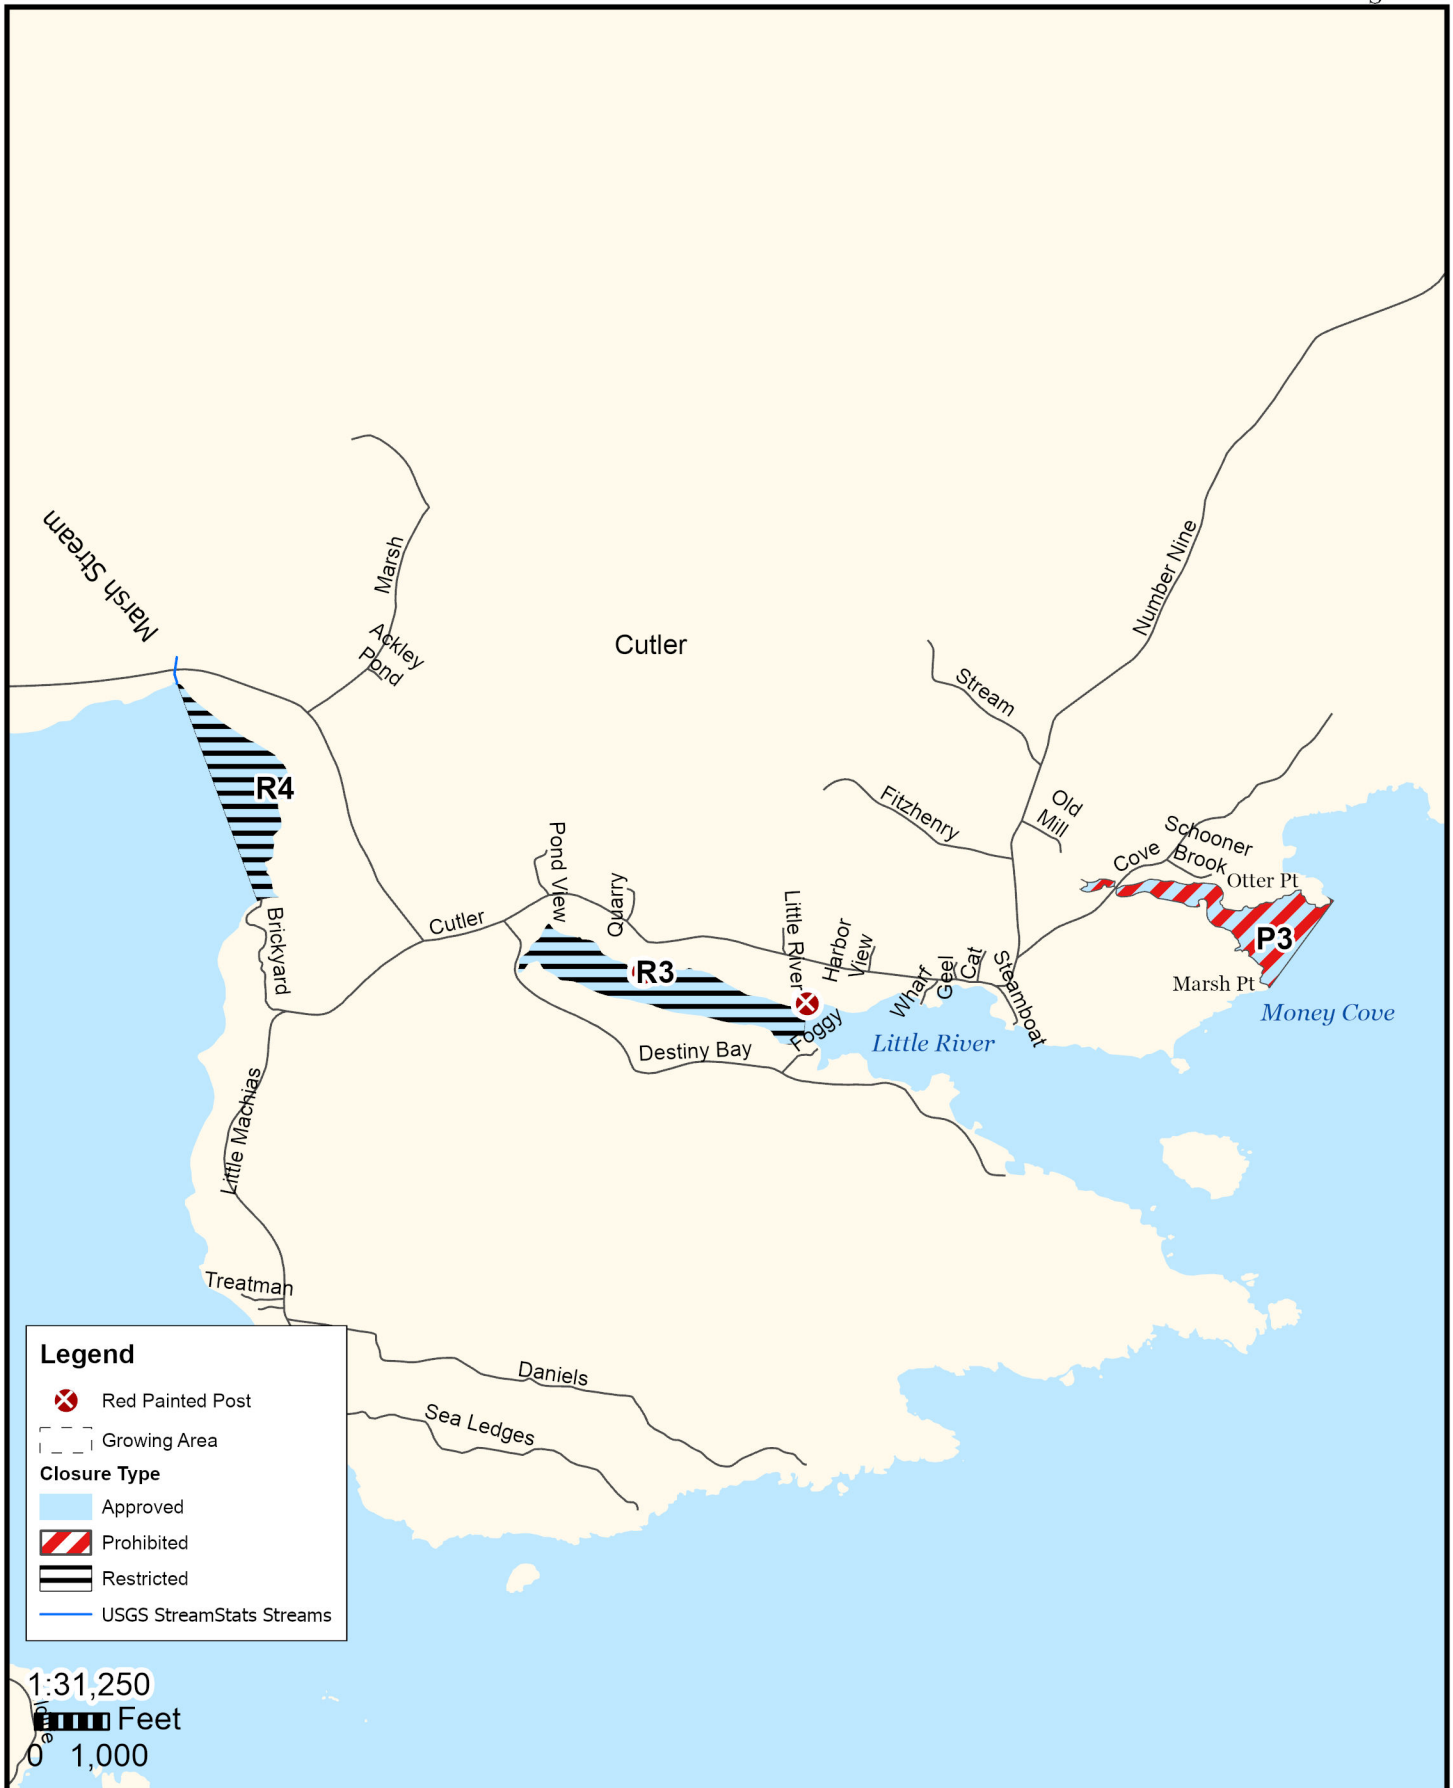 Marsh Stream
Marsh
Ackley
Pond
Cutler
Number Nine
Stream
Fitzhenry
Old
Mill
Schooner
Brook
Cove
Otter Pt
R4
Pond View
Quarry
Little River
Harbor
View
Cutler
Brickyard
R3
Wharf
Geel
Cat
Steamboat
P3
Marsh Pt
Money Cove
Foggy
Little River
Destiny Bay
Little Machias
Treatman
Daniels
Sea Ledges
Legend
Red Painted Post
Growing Area
Closure Type
Approved
Prohibited
Restricted
USGS StreamStats Streams
1:31,250
Feet
0 1,000